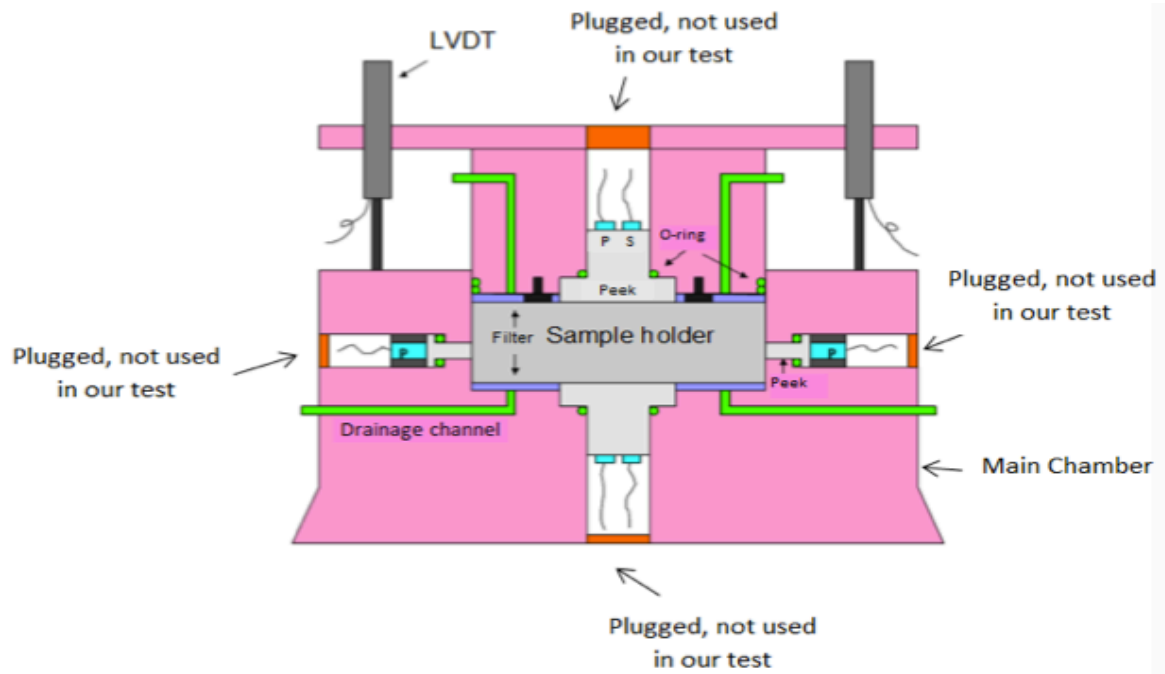 Plugged, not used
in our test
LVDT
P S
O-ring
Peek
Plugged, not used
in our test
Filter
Sample holder
Plugged, not used
in our test
P
P
Peek
Drainage channel
Main Chamber
Plugged, not used
in our test